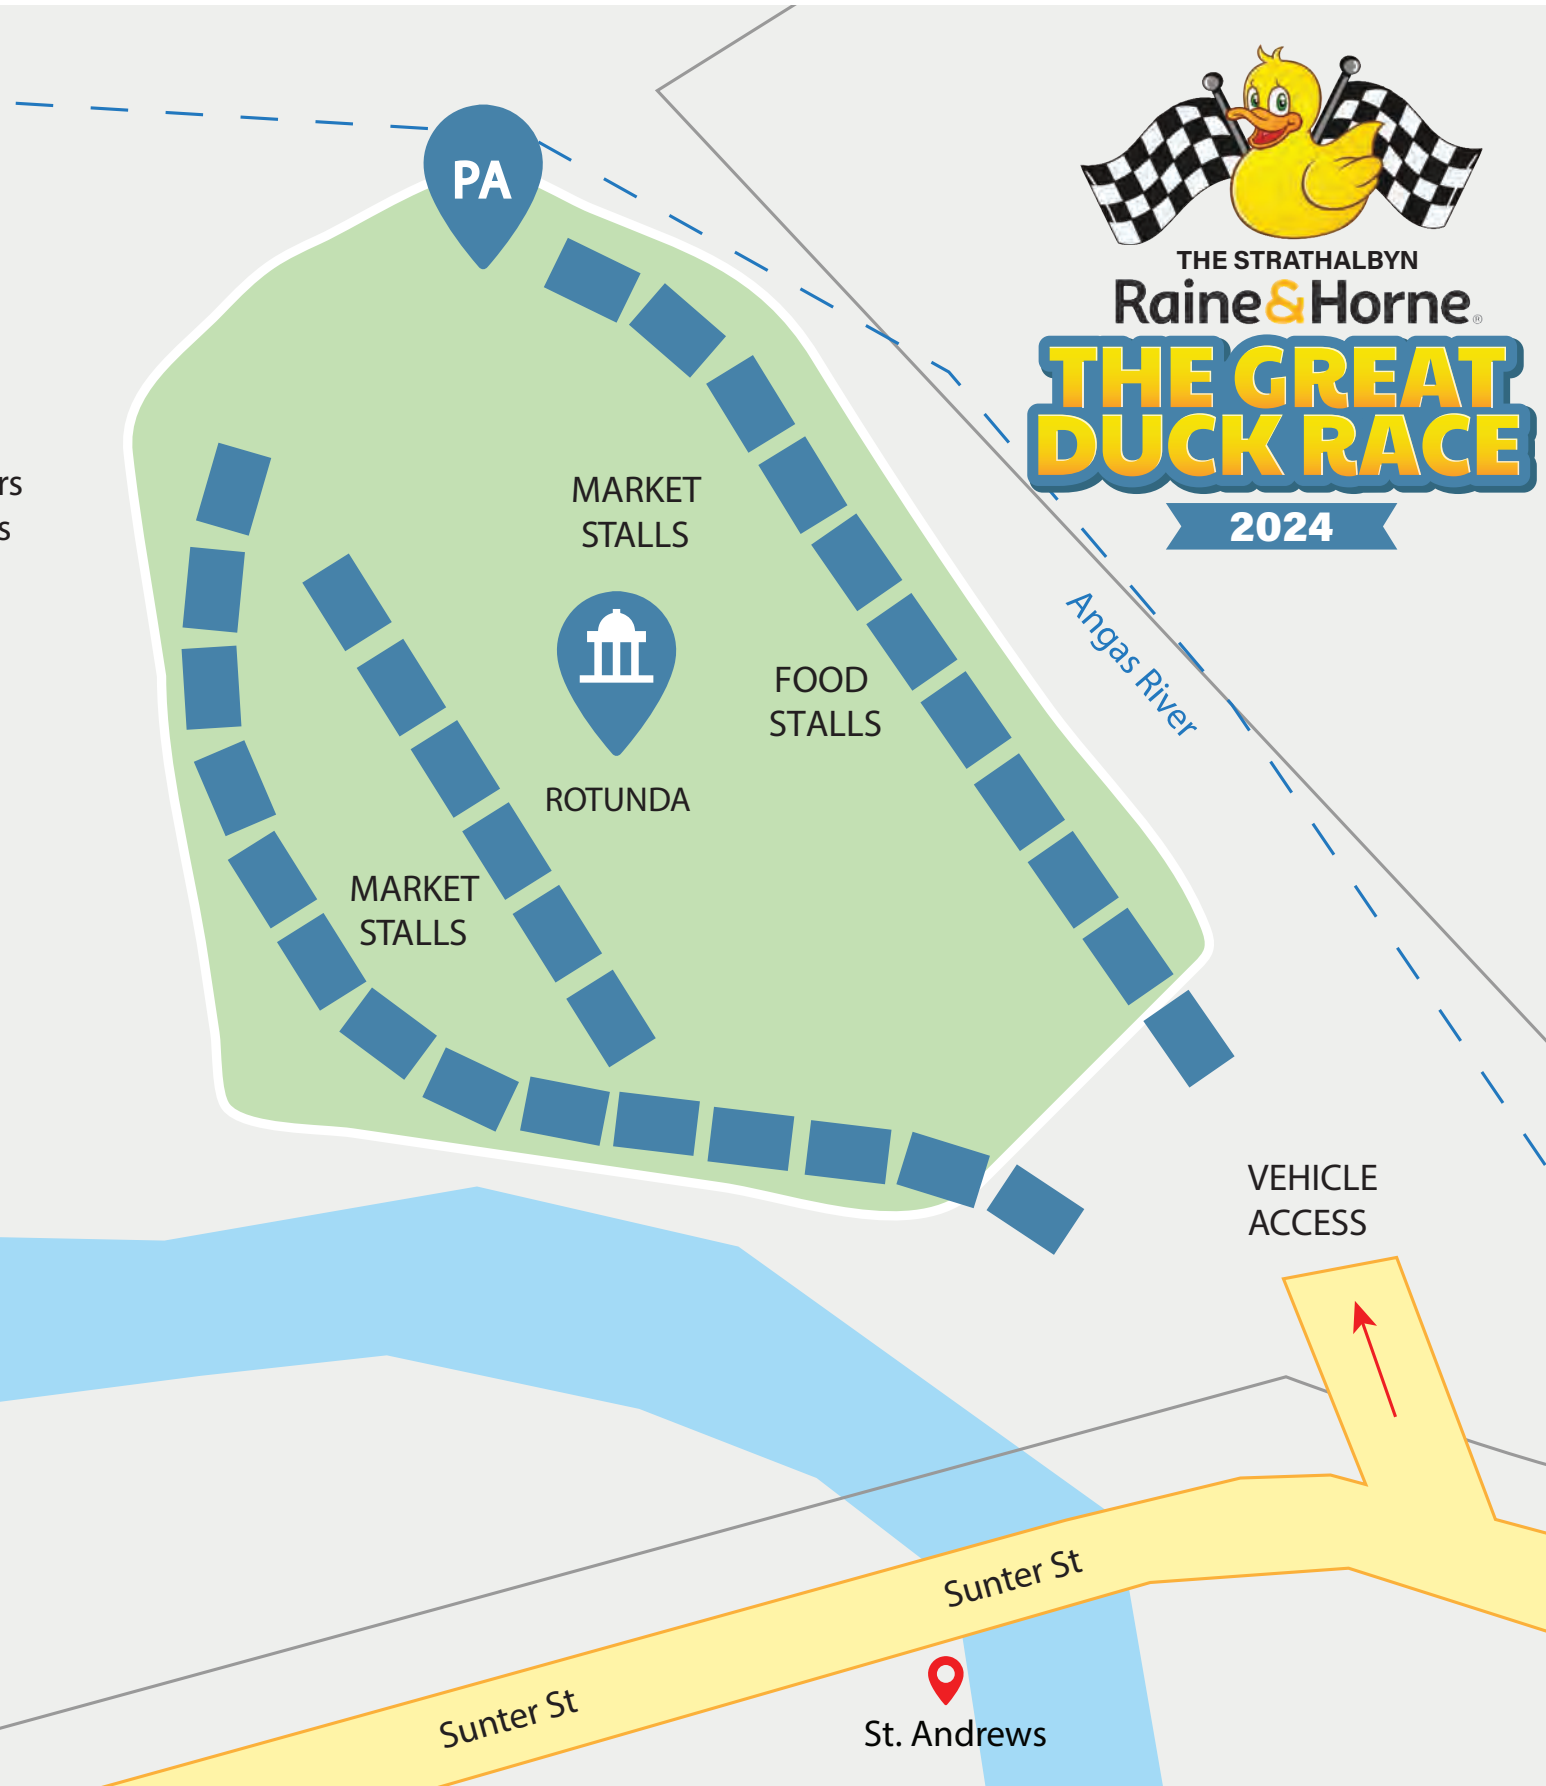 PA
THE STRATHALBYN
Raine&Horne®
THE GREAT
DUCK RACE
2024
rs
s
MARKET
STALLS
Angas River
FOOD
STALLS
ROTUNDA
MARKET
STALLS
VEHICLE
ACCESS
Sunter St
Sunter St
St. Andrews